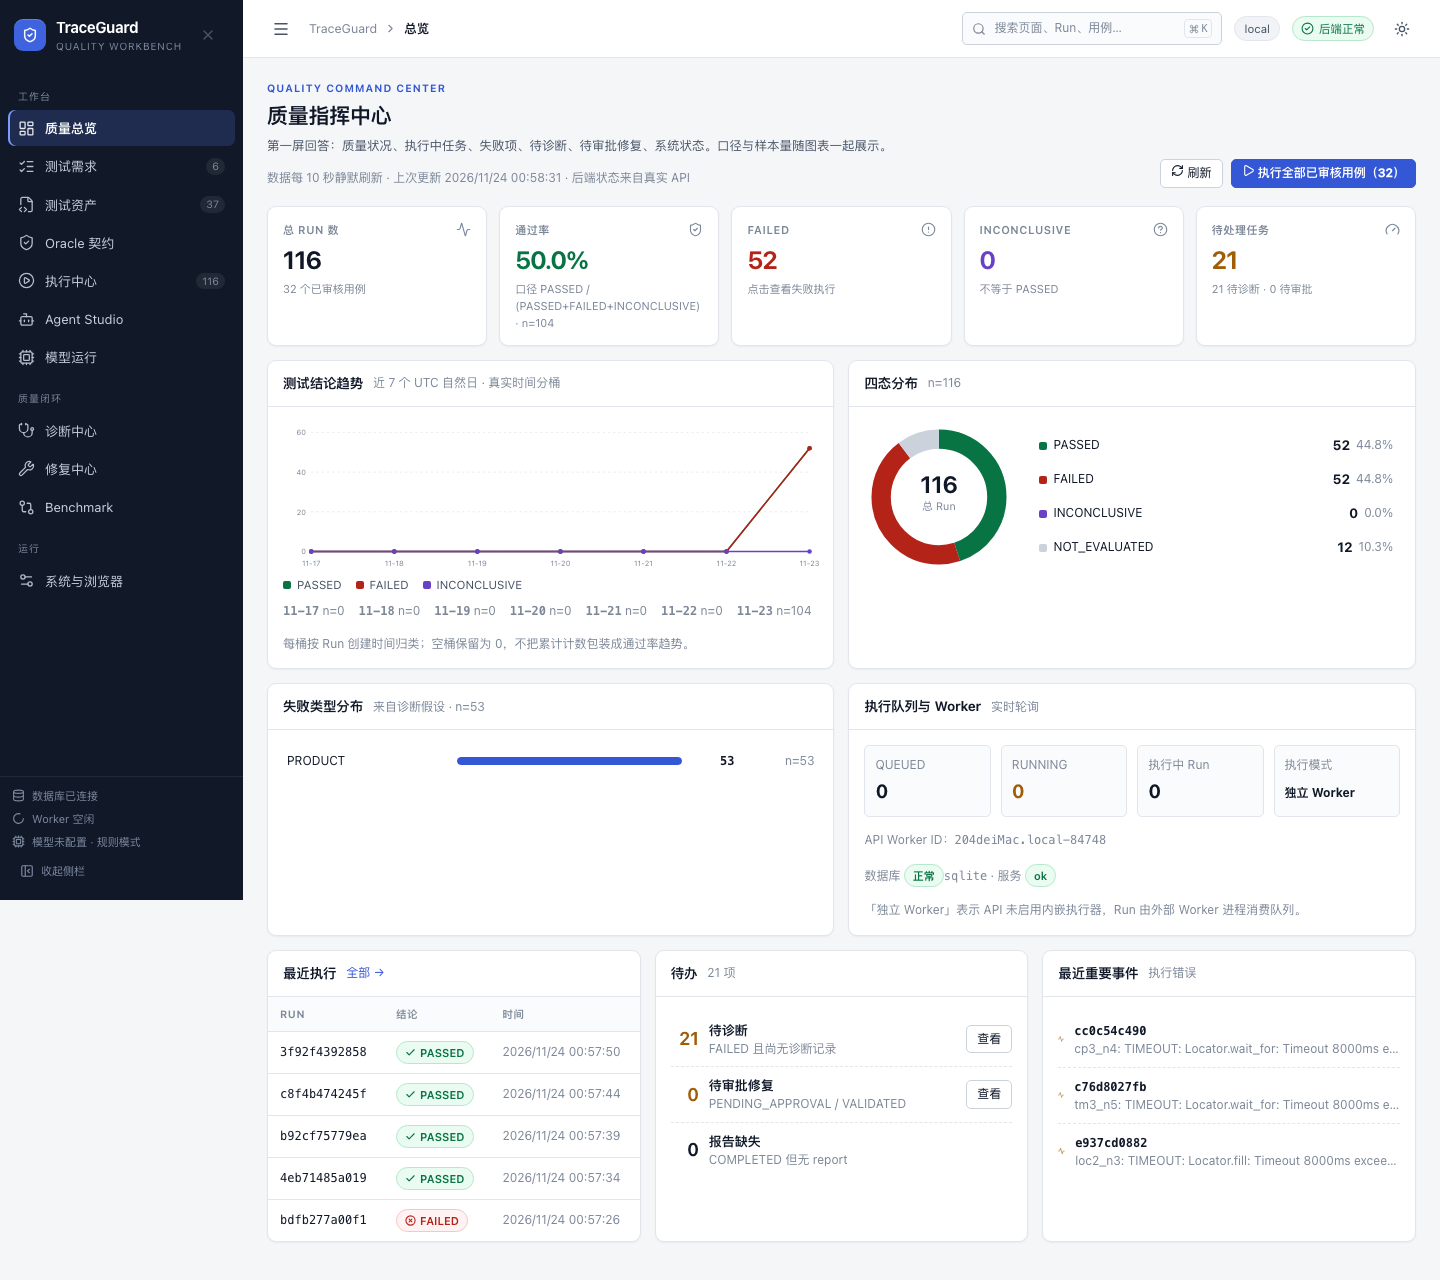 TraceGuard
QUALITY WORKBENCH
工作台
质量总览
测试需求 6
测试资产 37
Oracle 契约
执行中心 116
Agent Studio
模型运行
质量闭环
诊断中心
修复中心
Benchmark
运行
系统与浏览器
数据库已连接
Worker 空闲
模型未配置 · 规则模式
收起侧栏
TraceGuard > 总览
搜索页面、Run、用例... ⌘ K
local
后端正常
QUALITY COMMAND CENTER
质量指挥中心
第一屏回答：质量状况、执行中任务、失败项、待诊断、待审批修复、系统状态。口径与样本量随图表一起展示。
数据每 10 秒静默刷新 · 上次更新 2026/11/24 00:58:31 · 后端状态来自真实 API
刷新
执行全部已审核用例（32）
总 RUN 数
116
32 个已审核用例
通过率
50.0%
口径 PASSED /
(PASSED+FAILED+INCONCLUSIVE)
· n=104
FAILED
52
点击查看失败执行
INCONCLUSIVE
0
不等于 PASSED
待处理任务
21
21 待诊断 · 0 待审批
测试结论趋势 近 7 个 UTC 自然日 · 真实时间分桶
60
40
20
0
11-17 11-18 11-19 11-20 11-21 11-22 11-23
PASSED FAILED INCONCLUSIVE
11-17 n=0 11-18 n=0 11-19 n=0 11-20 n=0 11-21 n=0 11-22 n=0 11-23 n=104
每桶按 Run 创建时间归类；空桶保留为 0，不把累计计数包装成通过率趋势。
四态分布 n=116
116
总 Run
PASSED 52 44.8%
FAILED 52 44.8%
INCONCLUSIVE 0 0.0%
NOT_EVALUATED 12 10.3%
失败类型分布 来自诊断假设 · n=53
PRODUCT 53 n=53
执行队列与 Worker 实时轮询
QUEUED
0
RUNNING
0
执行中 Run
0
执行模式
独立 Worker
API Worker ID：204deiMac.local-84748
数据库 正常 sqlite · 服务 ok
「独立 Worker」表示 API 未启用内嵌执行器，Run 由外部 Worker 进程消费队列。
最近执行 全部 →
RUN 结论 时间
3f92f4392858 PASSED 2026/11/24 00:57:50
c8f4b474245f PASSED 2026/11/24 00:57:44
b92cf75779ea PASSED 2026/11/24 00:57:39
4eb71485a019 PASSED 2026/11/24 00:57:34
bdfb277a00f1 FAILED 2026/11/24 00:57:26
待办 21 项
21 待诊断
FAILED 且尚无诊断记录
查看
0 待审批修复
PENDING_APPROVAL / VALIDATED
查看
0 报告缺失
COMPLETED 但无 report
最近重要事件 执行错误
cc0c54c490
cp3_n4: TIMEOUT: Locator.wait_for: Timeout 8000ms e...
c76d8027fb
tm3_n5: TIMEOUT: Locator.wait_for: Timeout 8000ms e...
e937cd0882
loc2_n3: TIMEOUT: Locator.fill: Timeout 8000ms excee...